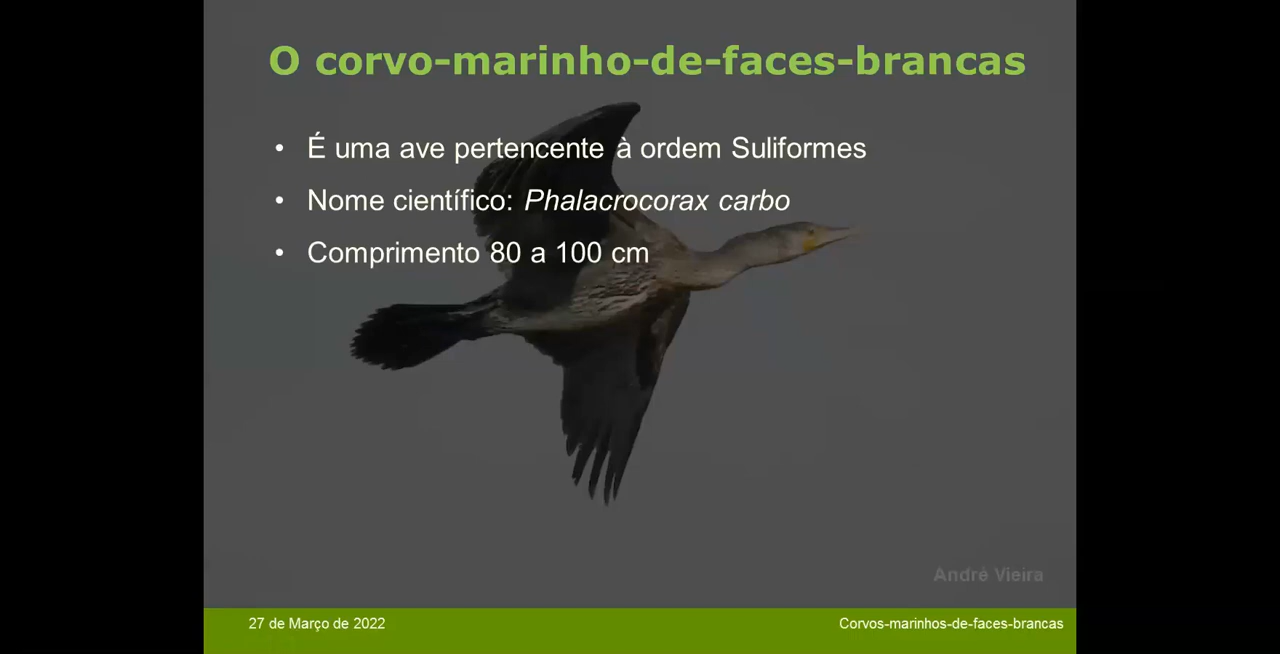 O corvo-marinho-de-faces-brancas
• É uma ave pertencente à ordem Suliformes
• Nome científico: Phalacrocorax carbo
• Comprimento 80 a 100 cm
André Vieira
27 de Março de 2022
Corvos-marinhos-de-faces-brancas